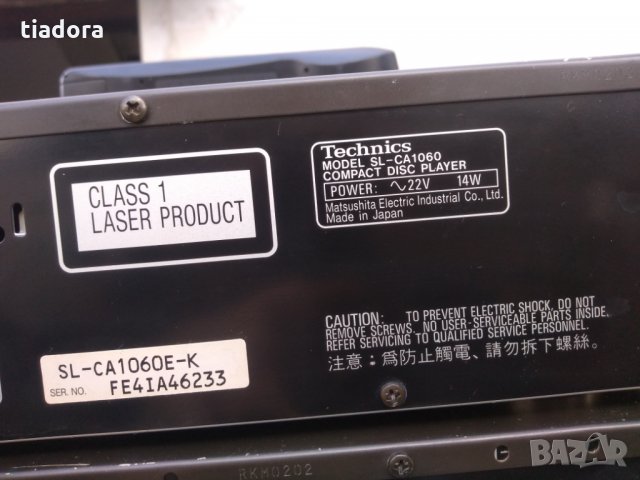 tiadora
Technics
MODEL SL-CA1060
COMPACT DISC PLAYER
POWER: ∿22V 14W
Matsushita Electric Industrial Co., Ltd.
Made in Japan
CLASS 1
LASER PRODUCT
CAUTION: TO PREVENT ELECTRIC SHOCK, DO NOT
REMOVE SCREWS. NO USER-SERVICEABLE PARTS INSIDE.
REFER SERVICING TO QUALIFIED SERVICE PERSONNEL.
注意：為防止觸電、請勿拆下螺絲。
SL-CA1060E-K
SER. NO. FE4IA46233
RKM0202
BAZAR